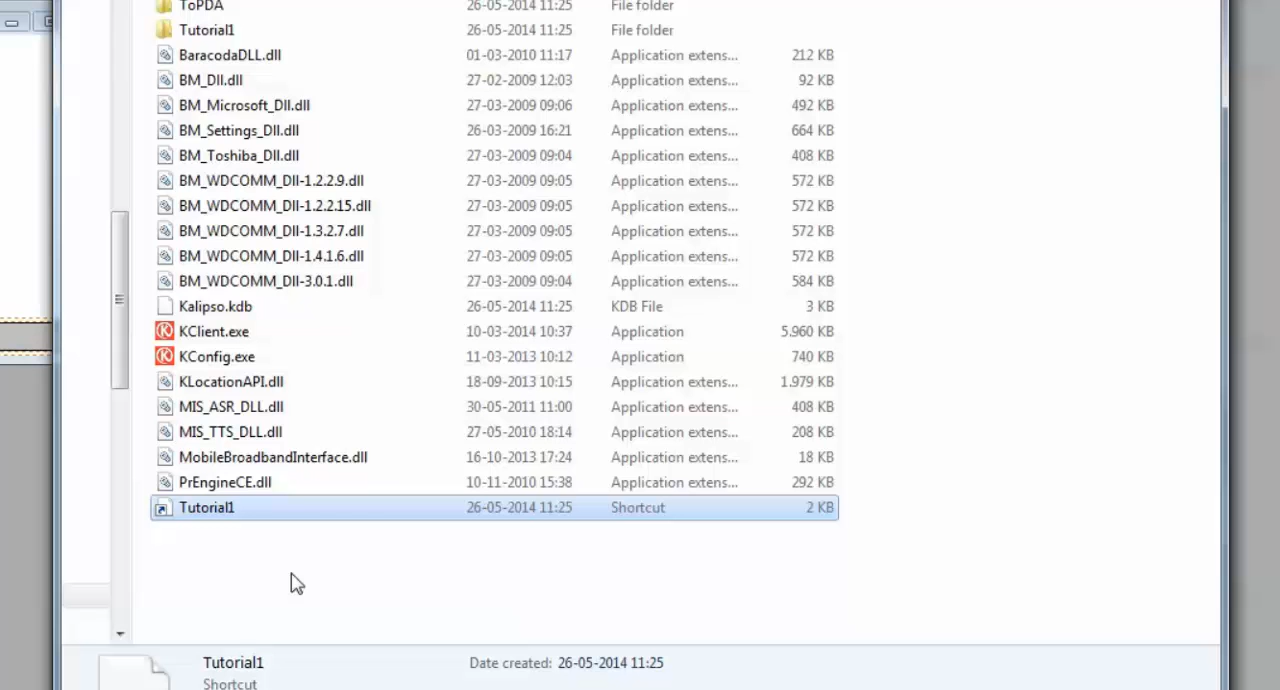 ToPDA 26-05-2014 11:25 File folder
Tutorial1 26-05-2014 11:25 File folder
BaracodaDLL.dll 01-03-2010 11:17 Application extens... 212 KB
BM_Dll.dll 27-02-2009 12:03 Application extens... 92 KB
BM_Microsoft_Dll.dll 27-03-2009 09:06 Application extens... 492 KB
BM_Settings_Dll.dll 26-03-2009 16:21 Application extens... 664 KB
BM_Toshiba_Dll.dll 27-03-2009 09:04 Application extens... 408 KB
BM_WDCOMM_Dll-1.2.2.9.dll 27-03-2009 09:05 Application extens... 572 KB
BM_WDCOMM_Dll-1.2.2.15.dll 27-03-2009 09:05 Application extens... 572 KB
BM_WDCOMM_Dll-1.3.2.7.dll 27-03-2009 09:05 Application extens... 572 KB
BM_WDCOMM_Dll-1.4.1.6.dll 27-03-2009 09:05 Application extens... 572 KB
BM_WDCOMM_Dll-3.0.1.dll 27-03-2009 09:04 Application extens... 584 KB
Kalipso.kdb 26-05-2014 11:25 KDB File 3 KB
KClient.exe 10-03-2014 10:37 Application 5.960 KB
KConfig.exe 11-03-2013 10:12 Application 740 KB
KLocationAPI.dll 18-09-2013 10:15 Application extens... 1.979 KB
MIS_ASR_DLL.dll 30-05-2011 11:00 Application extens... 408 KB
MIS_TTS_DLL.dll 27-05-2010 18:14 Application extens... 208 KB
MobileBroadbandInterface.dll 16-10-2013 17:24 Application extens... 18 KB
PrEngineCE.dll 10-11-2010 15:38 Application extens... 292 KB
Tutorial1 26-05-2014 11:25 Shortcut 2 KB
Tutorial1 Date created: 26-05-2014 11:25
Shortcut